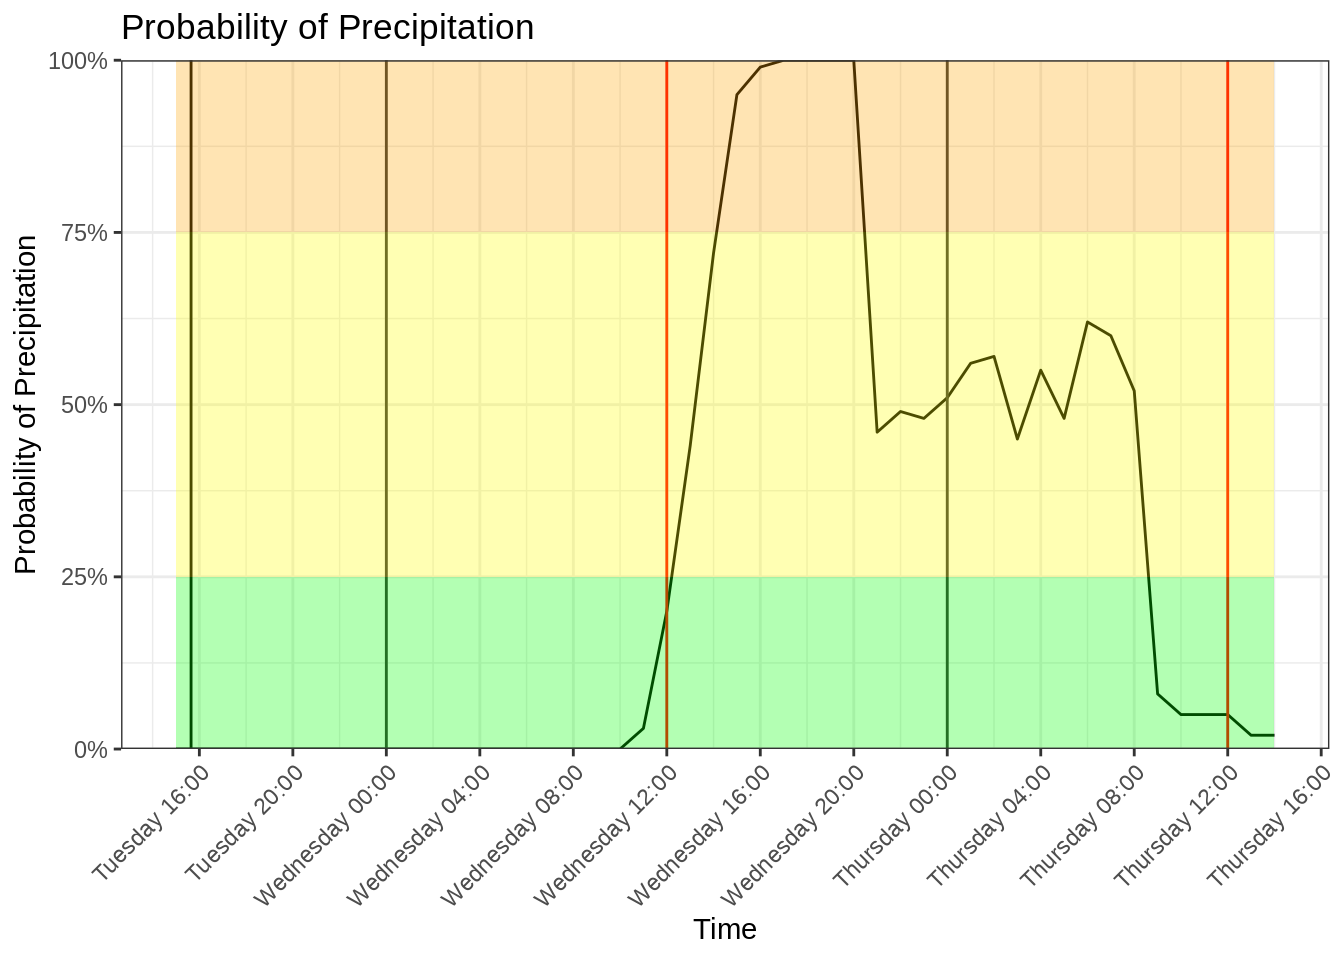 Probability of Precipitation
Probability of Precipitation
100%
75%
50%
25%
0%
Tuesday 16:00
Tuesday 20:00
Wednesday 00:00
Wednesday 04:00
Wednesday 08:00
Wednesday 12:00
Wednesday 16:00
Wednesday 20:00
Thursday 00:00
Thursday 04:00
Thursday 08:00
Thursday 12:00
Thursday 16:00
Time